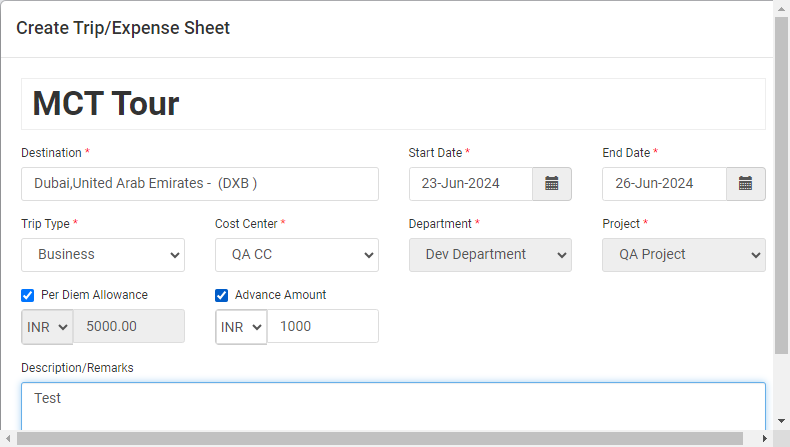 Create Trip/Expense Sheet
MCT Tour
Destination * Start Date * End Date *
Dubai,United Arab Emirates - (DXB ) 23-Jun-2024 26-Jun-2024
Trip Type * Cost Center * Department * Project *
Business QA CC Dev Department QA Project
Per Diem Allowance Advance Amount
INR 5000.00 INR 1000
Description/Remarks
Test